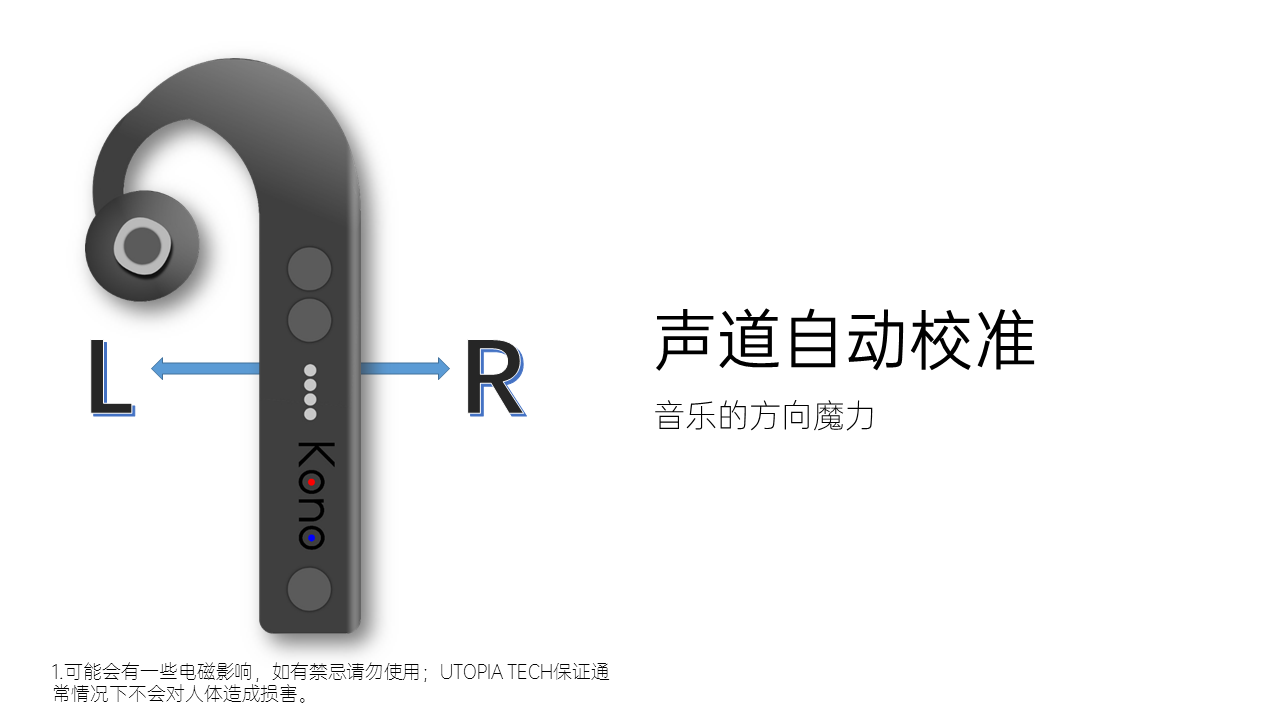 L
R
Kono
声道自动校准
音乐的方向魔力
1.可能会有一些电磁影响，如有禁忌请勿使用；UTOPIA TECH保证通
常情况下不会对人体造成损害。